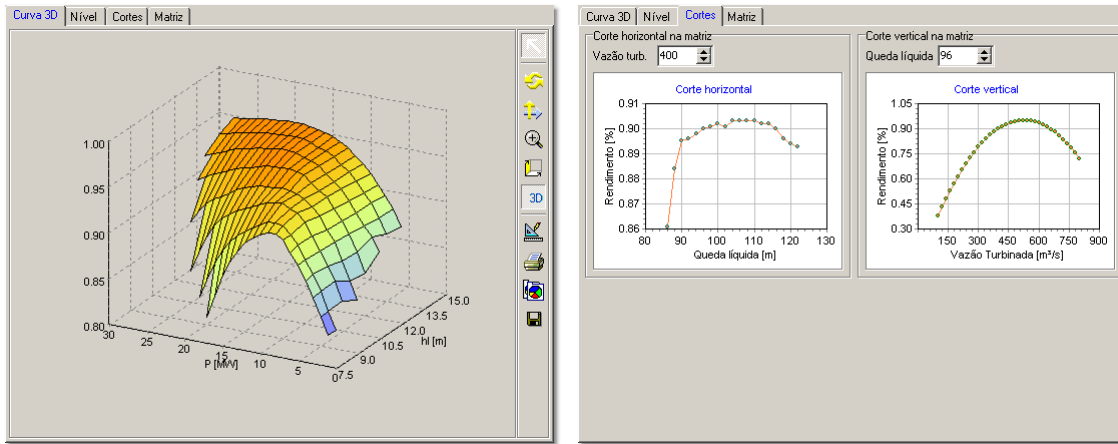 Curva 3D Nível Cortes Matriz
3D
1.00
0.95
0.90
0.85
0.80
30
25
20
15
10
5
0
P [MW]
7.5
9.0
10.5
12.0
13.5
15.0
hl [m]
Curva 3D Nível Cortes Matriz
Corte horizontal na matriz
Vazão turb. 400
Corte horizontal
Rendimento [%]
0.91
0.90
0.89
0.88
0.87
0.86
80 90 100 110 120 130
Queda líquida [m]
Corte vertical na matriz
Queda líquida 96
Corte vertical
Rendimento [%]
1.05
0.90
0.75
0.60
0.45
0.30
150 300 450 600 750 900
Vazão Turbinada [m³/s]